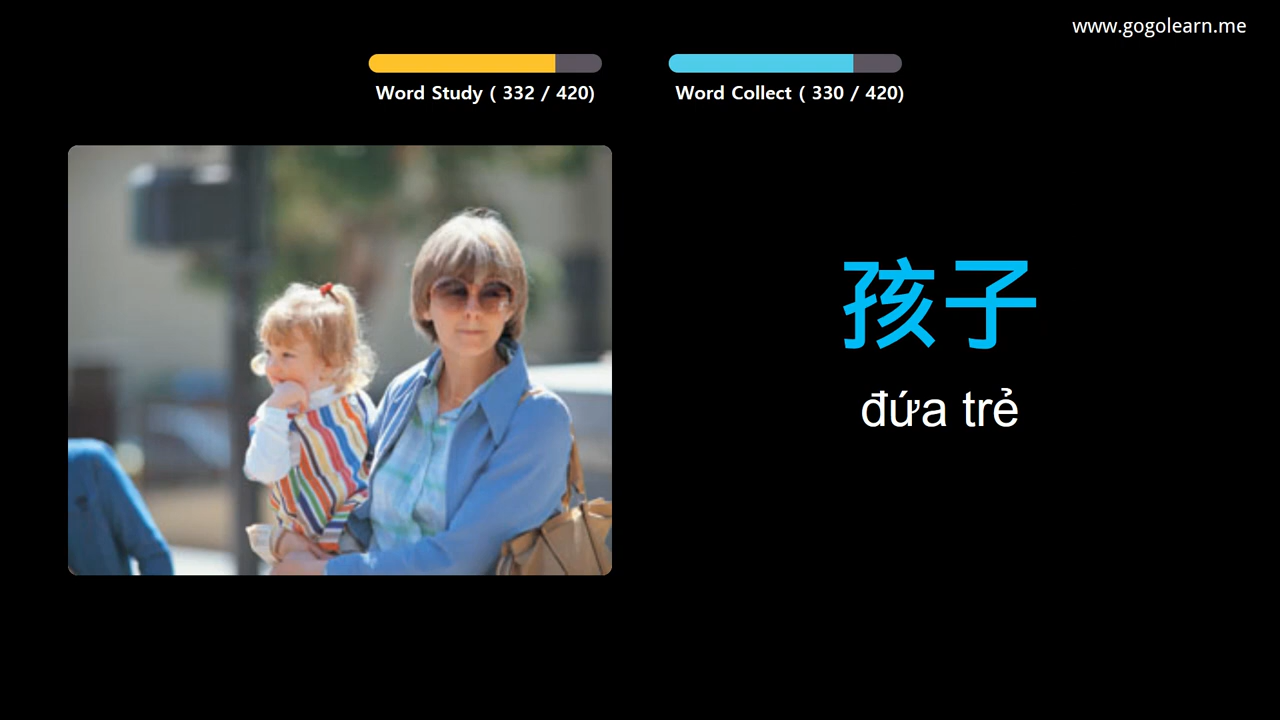 www.gogolearn.me
Word Study ( 332 / 420)
Word Collect ( 330 / 420)
孩子
đứa trẻ